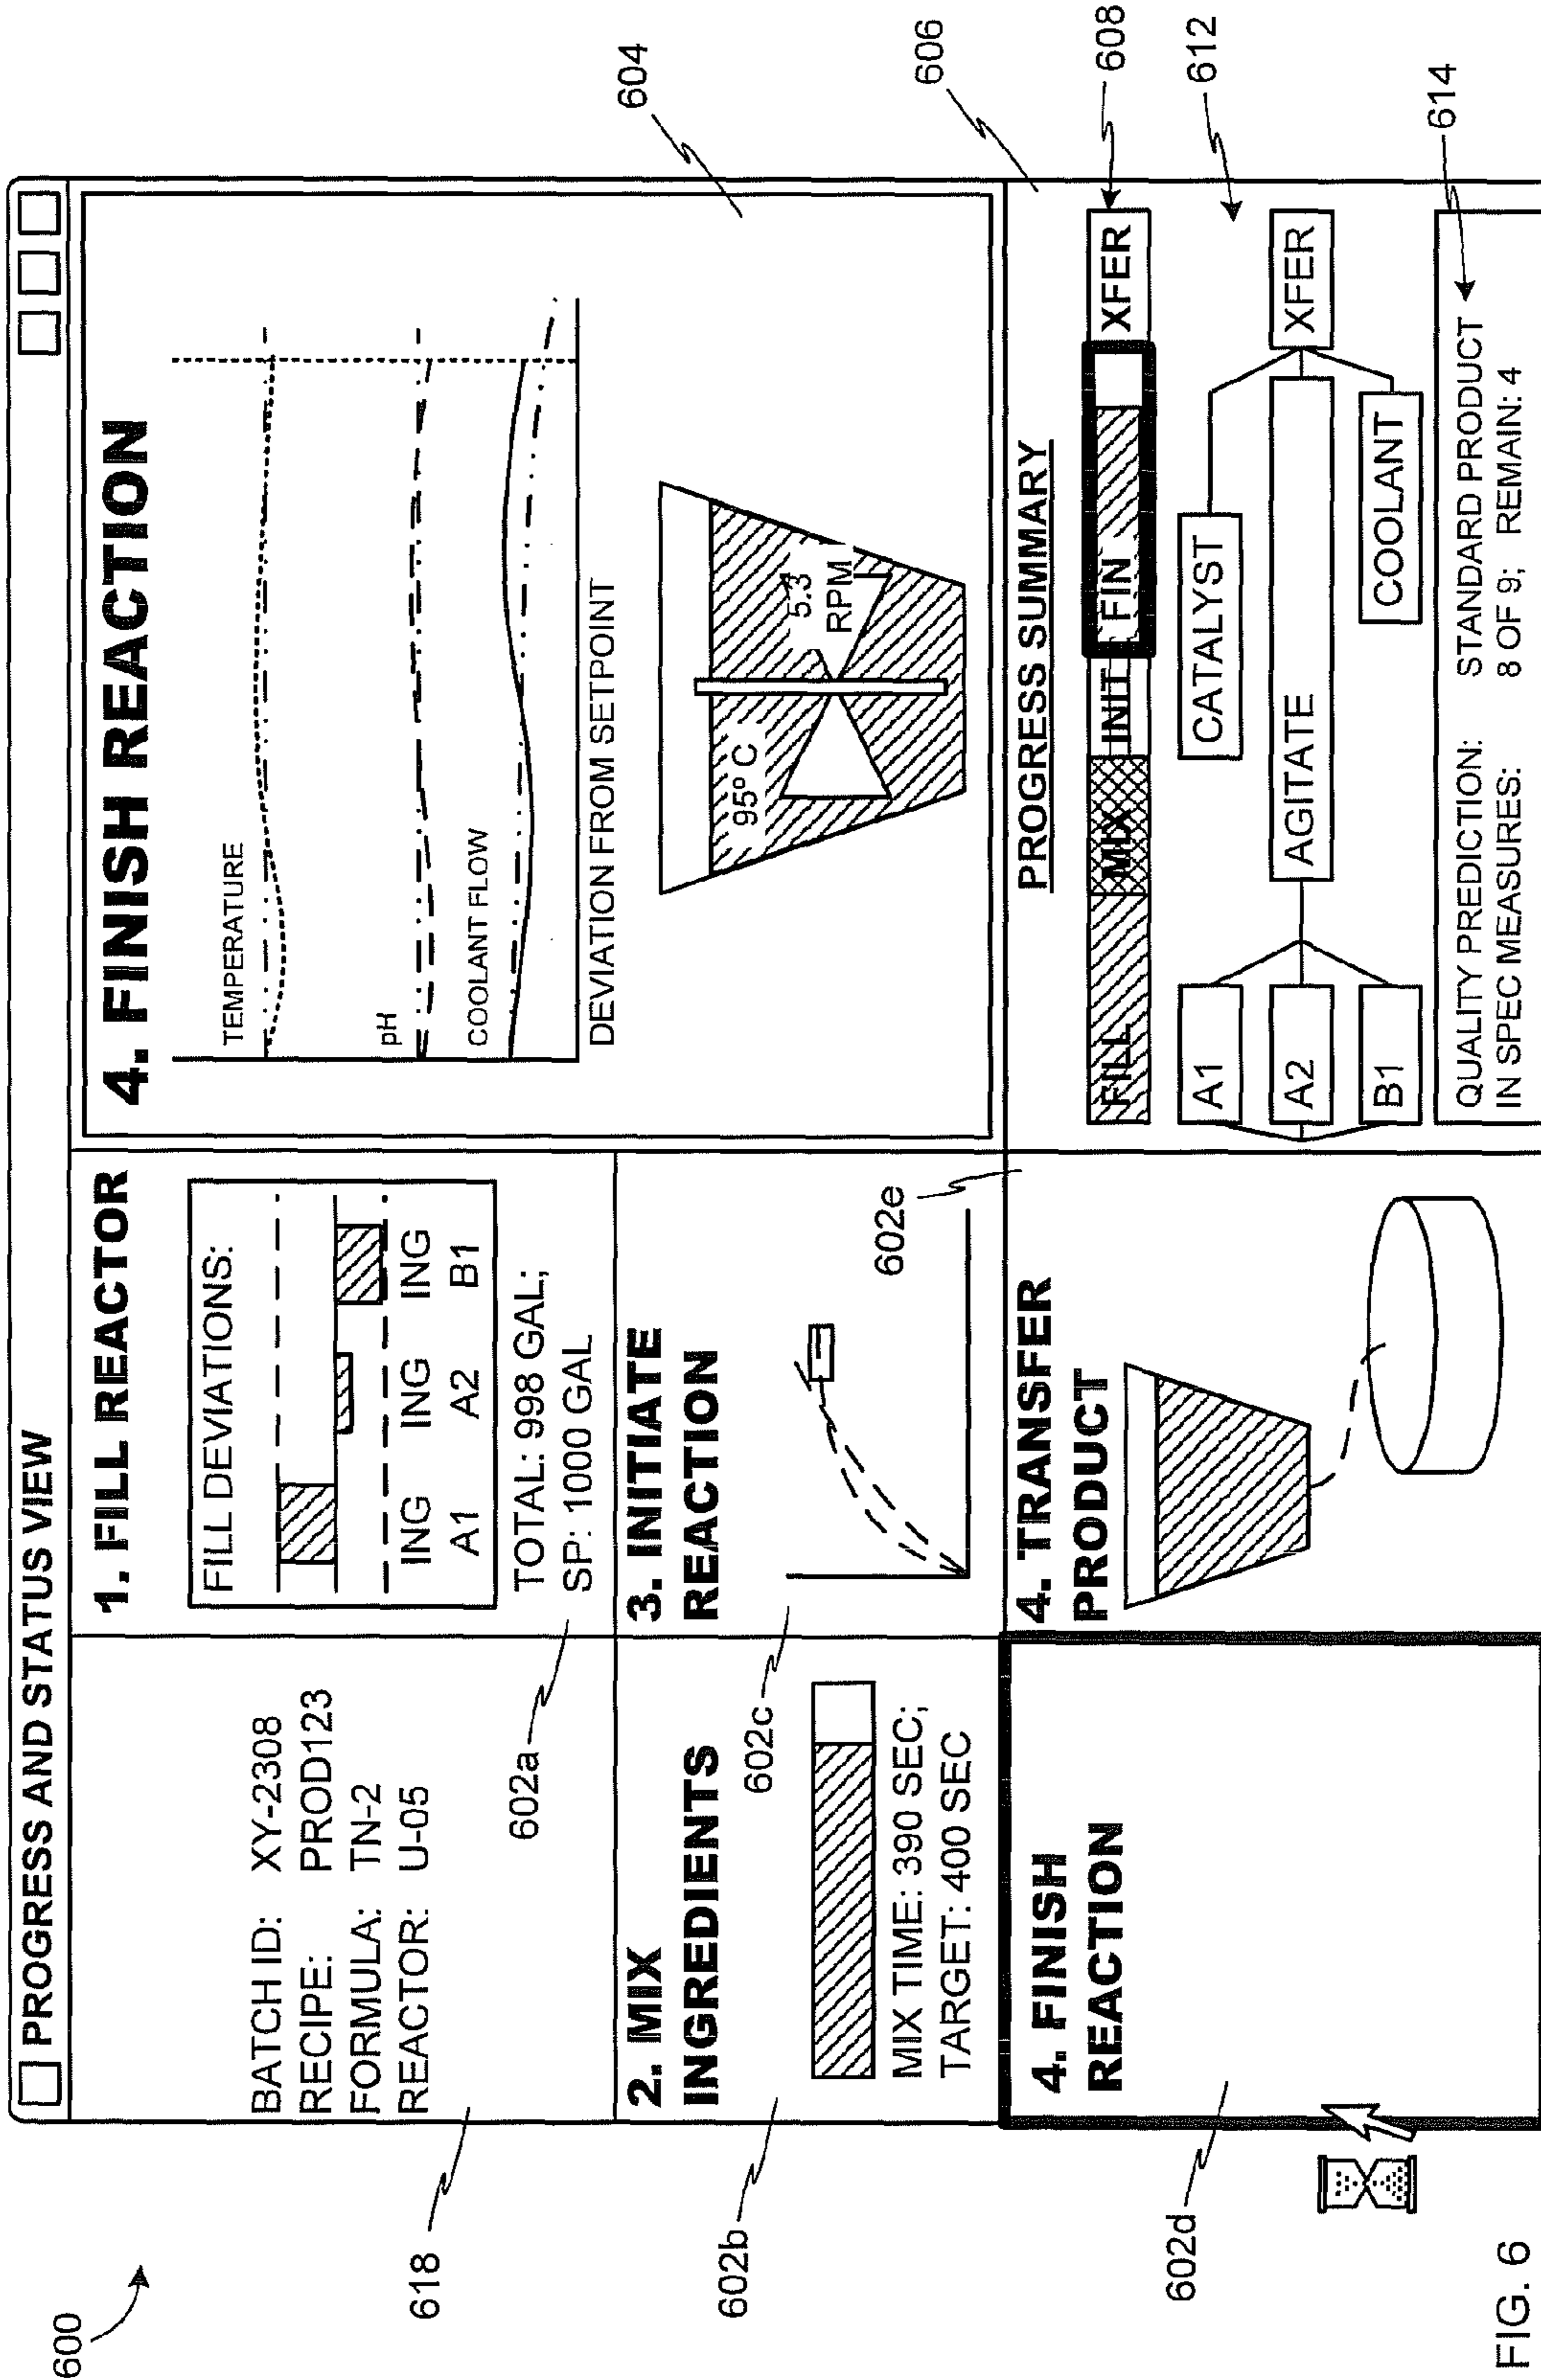 600
PROGRESS AND STATUS VIEW
BATCH ID: XY-2308
RECIPE: PROD123
FORMULA: TN-2
REACTOR: U-05
618
1. FILL REACTOR
FILL DEVIATIONS:
ING ING ING
A1 A2 B1
TOTAL: 998 GAL;
SP: 1000 GAL
602a
2. MIX
INGREDIENTS
MIX TIME: 390 SEC;
TARGET: 400 SEC
602b
3. INITIATE
REACTION
602c
4. FINISH REACTION
TEMPERATURE
pH
COOLANT FLOW
DEVIATION FROM SETPOINT
95° C
5.3
RPM
604
4. FINISH
REACTION
602d
4. TRANSFER
PRODUCT
602e
606
PROGRESS SUMMARY
FILL MIX INIT FIN XFER
608
A1 CATALYST
A2 AGITATE XFER
B1 COOLANT
612
QUALITY PREDICTION: STANDARD PRODUCT
IN SPEC MEASURES: 8 OF 9; REMAIN: 4
614
FIG. 6